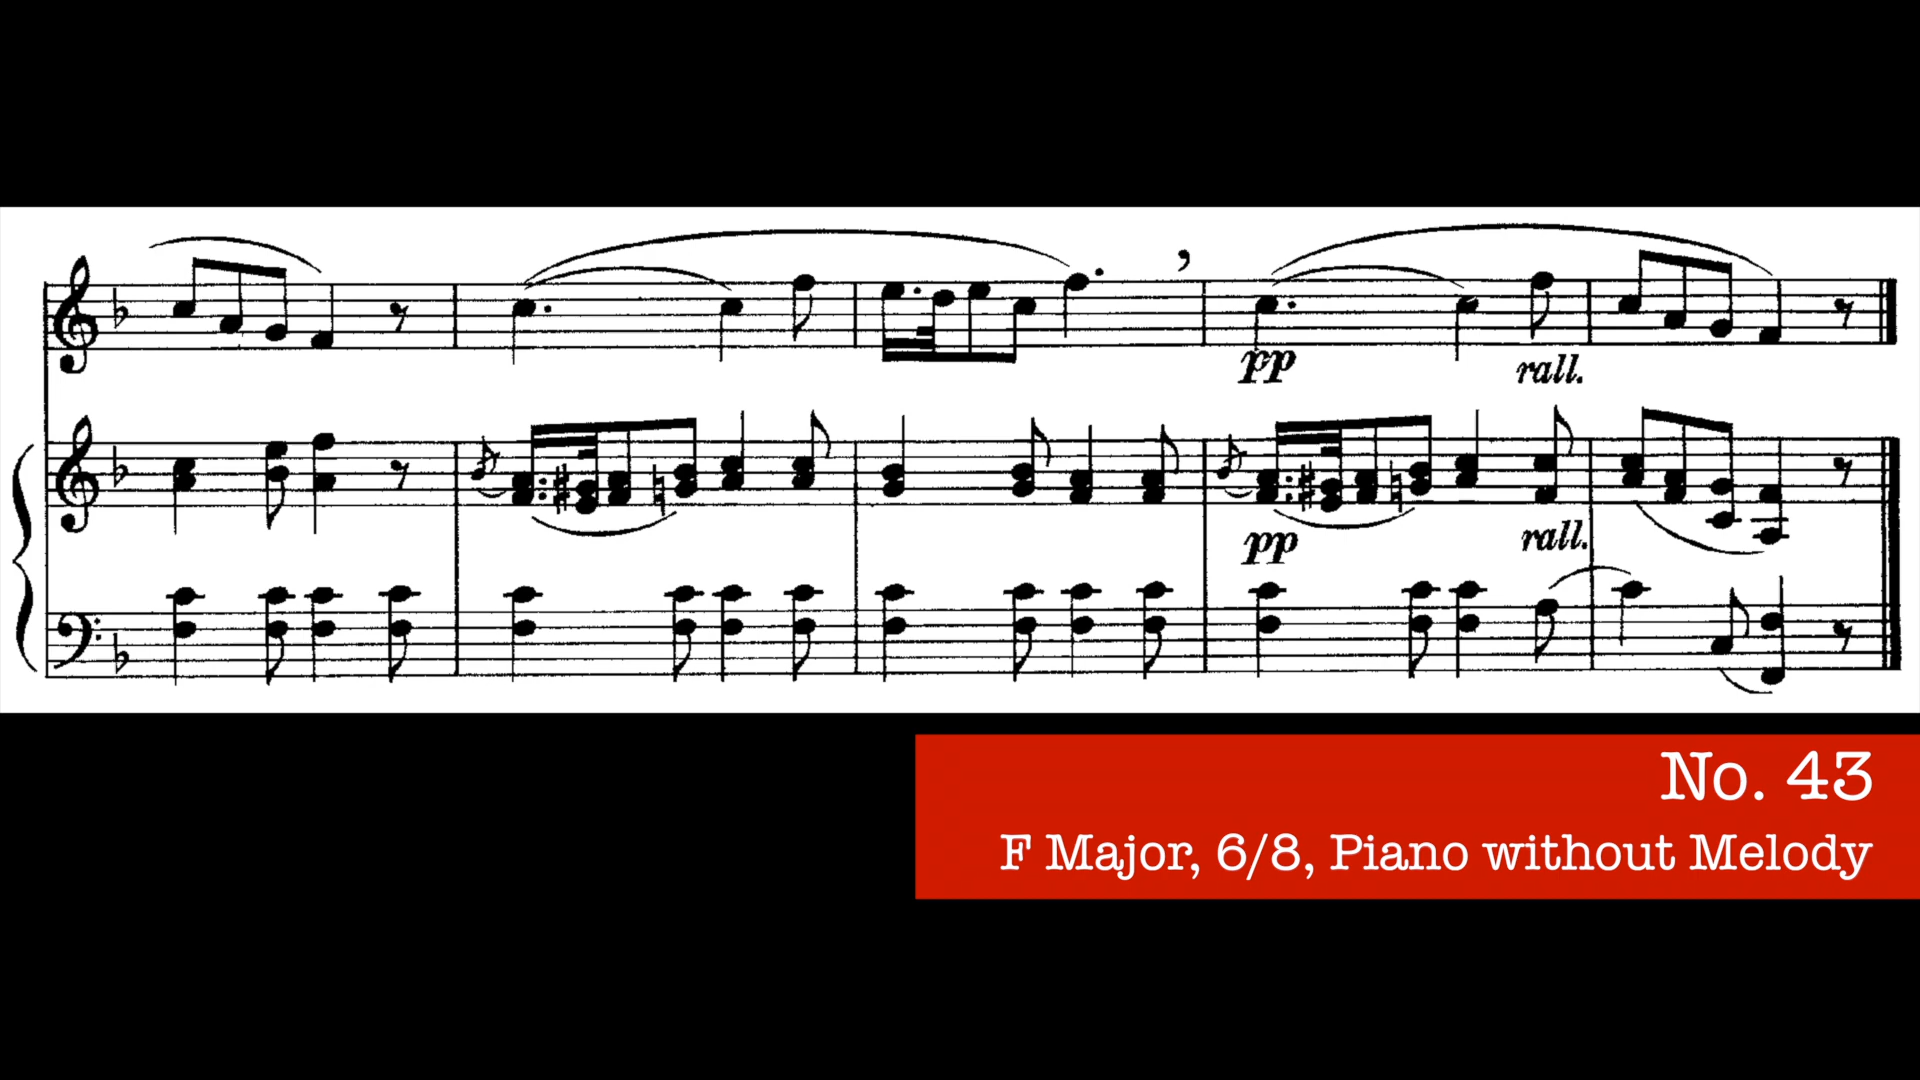 pp
rall.
pp
rall.
No. 43
F Major, 6/8, Piano without Melody